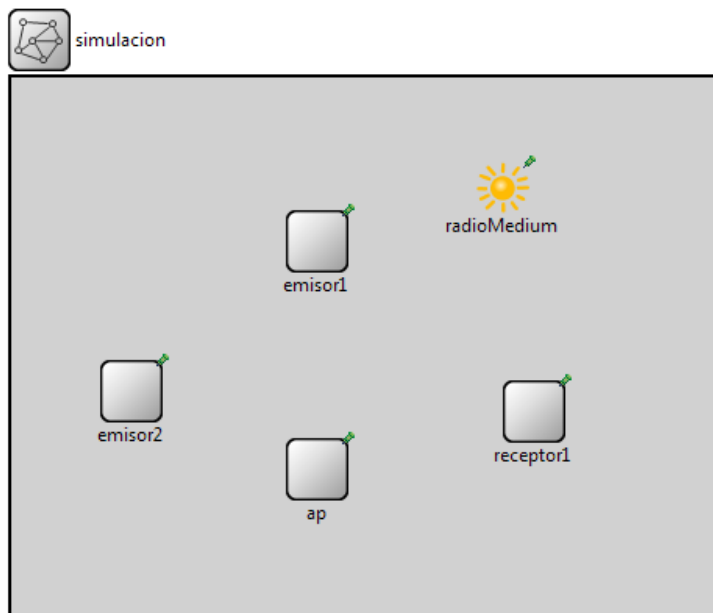 simulacion
radioMedium
emisor1
emisor2
receptor1
ap